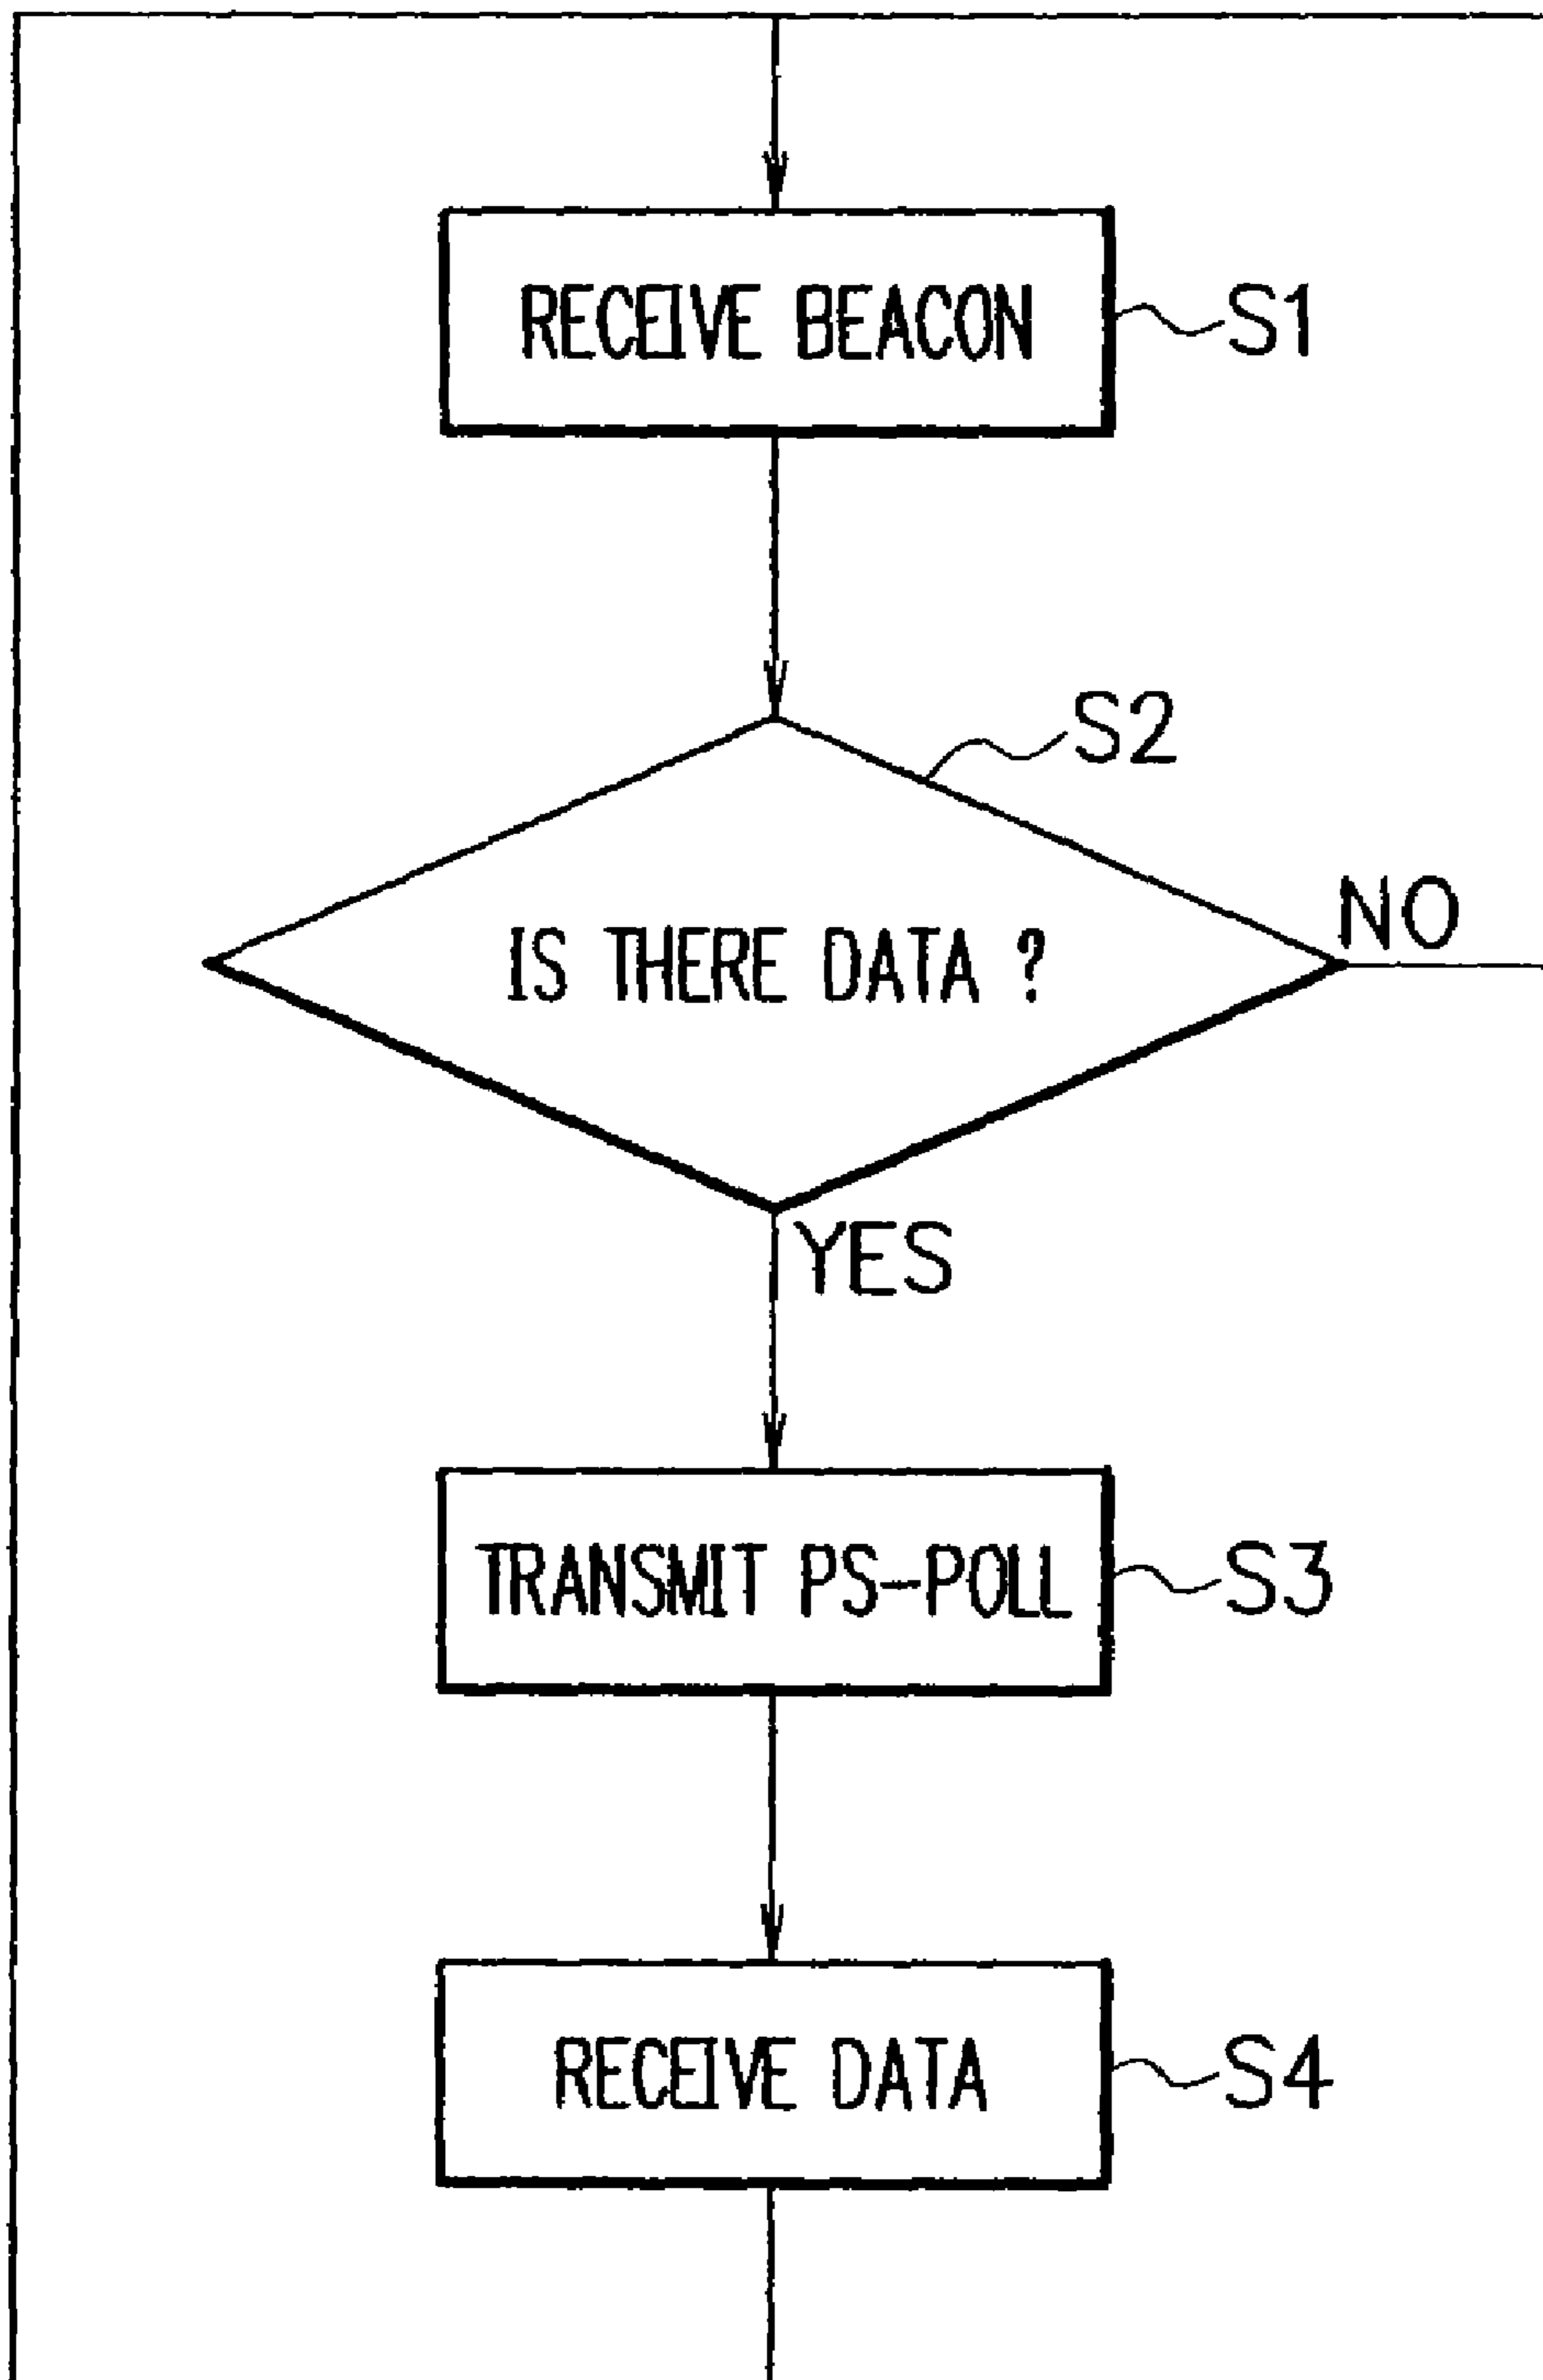 RECEIVE BEACON
S1
S2
IS THERE DATA ?
NO
YES
TRANSMIT PS-POLL
S3
RECEIVE DATA
S4